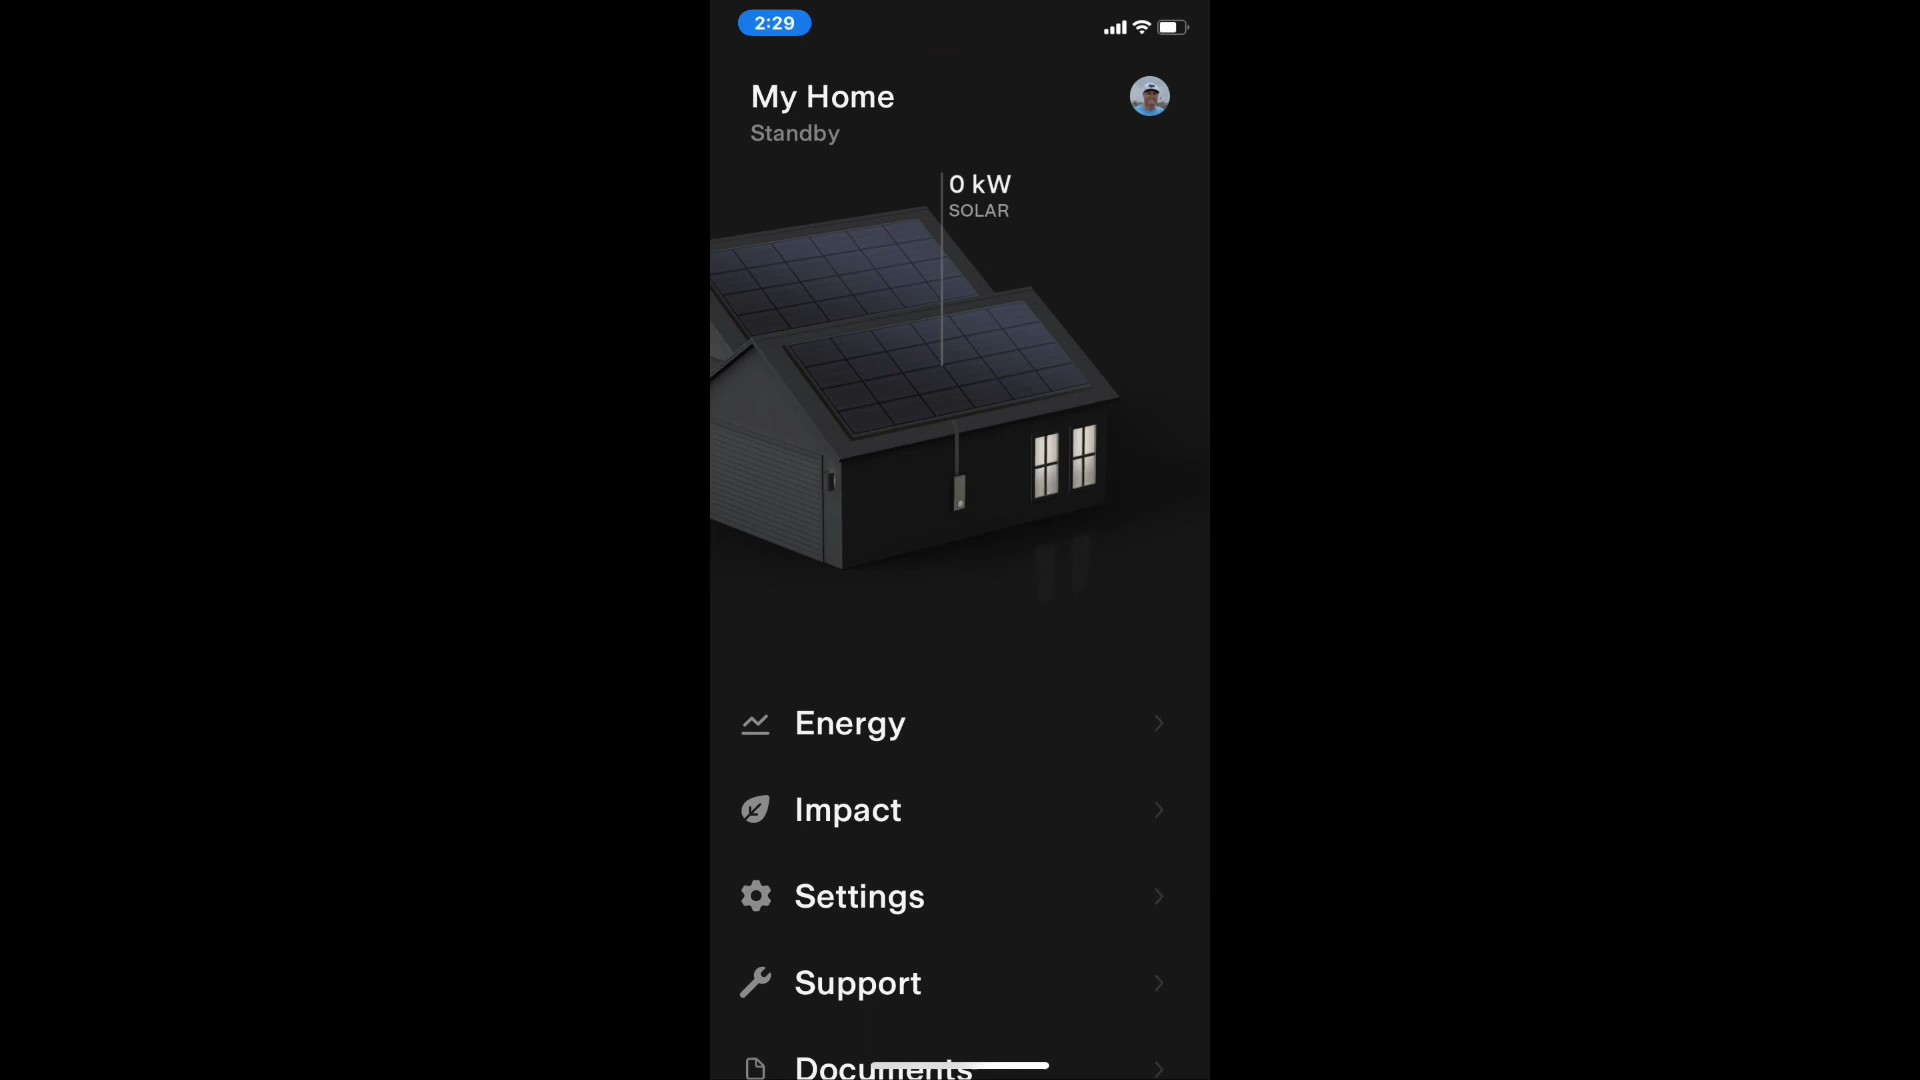 2:29
My Home
Standby
0 kW
SOLAR
Energy
Impact
Settings
Support
Documents